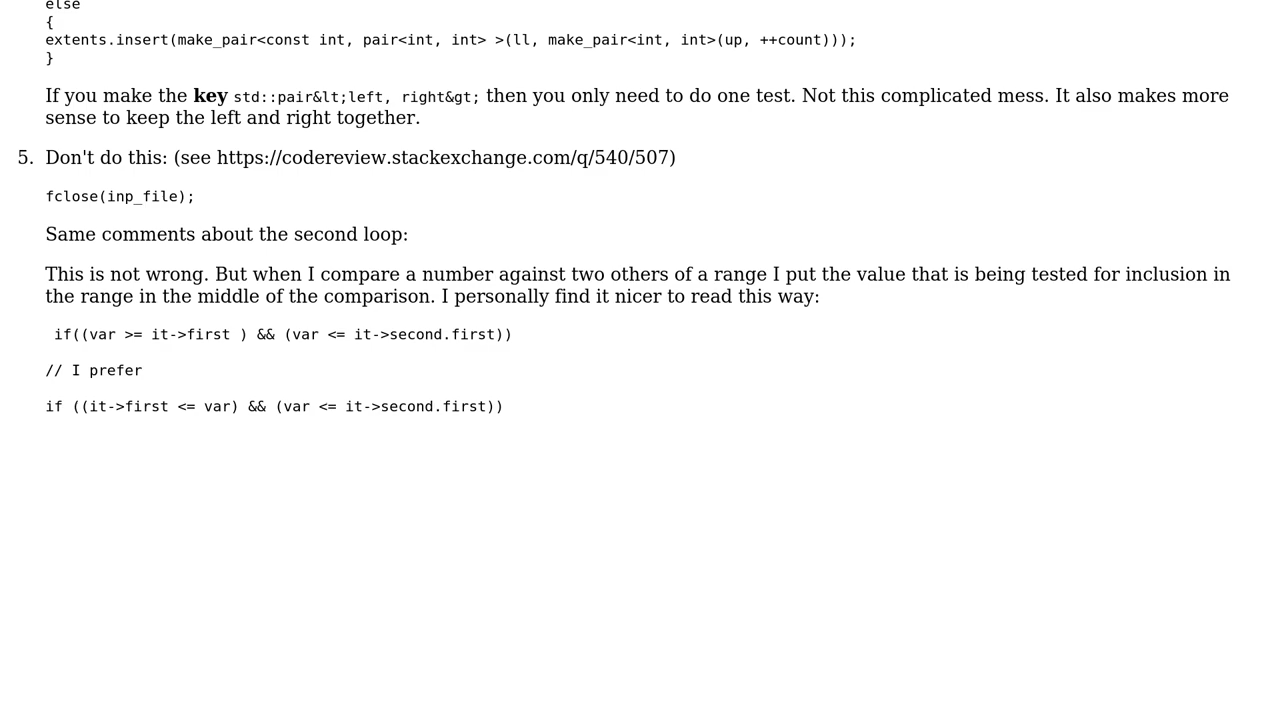 else
{
extents.insert(make_pair<const int, pair<int, int> >(ll, make_pair<int, int>(up, ++count)));
}
If you make the key std::pair&lt;left, right&gt; then you only need to do one test. Not this complicated mess. It also makes more
sense to keep the left and right together.
5. Don't do this: (see https://codereview.stackexchange.com/q/540/507)
fclose(inp_file);
Same comments about the second loop:
This is not wrong. But when I compare a number against two others of a range I put the value that is being tested for inclusion in
the range in the middle of the comparison. I personally find it nicer to read this way:
if((var >= it->first ) && (var <= it->second.first))
// I prefer
if ((it->first <= var) && (var <= it->second.first))